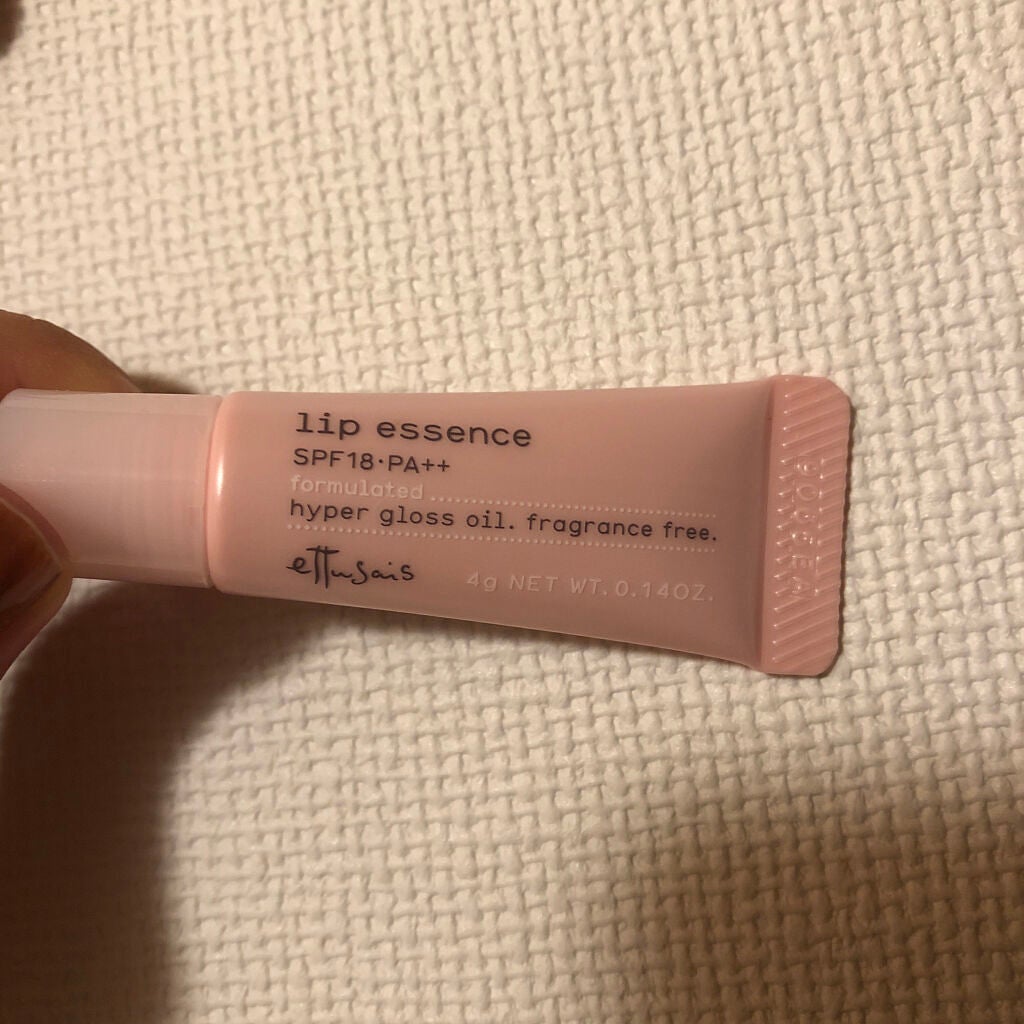 lip essence
SPF18·PA++
formulated
hyper gloss oil. fragrance free.
ettusais
4g NET WT. 0.14OZ.